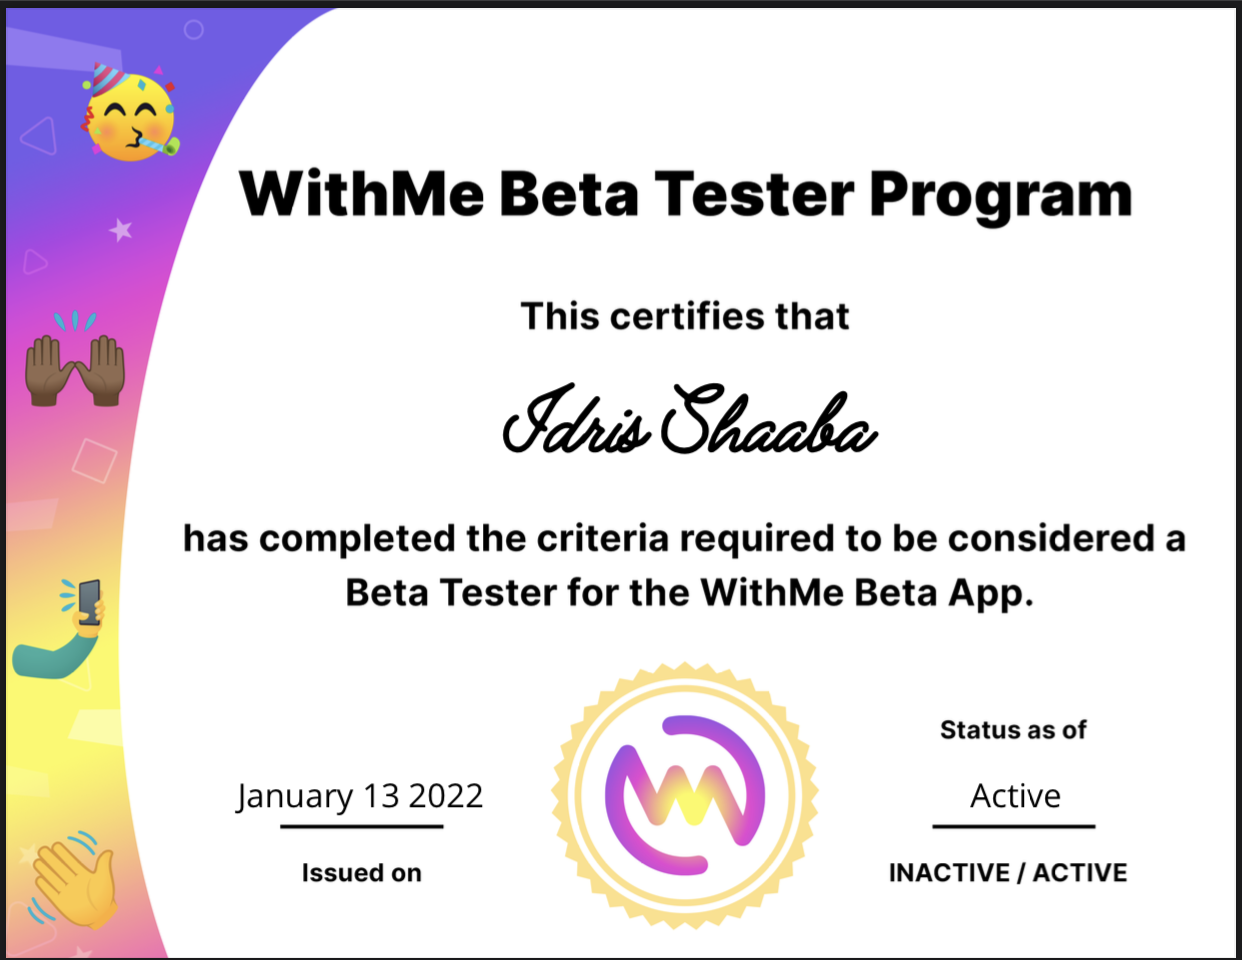 WithMe Beta Tester Program
This certifies that
Idris Shaaba
has completed the criteria required to be considered a
Beta Tester for the WithMe Beta App.
January 13 2022
Issued on
Status as of
Active
INACTIVE / ACTIVE